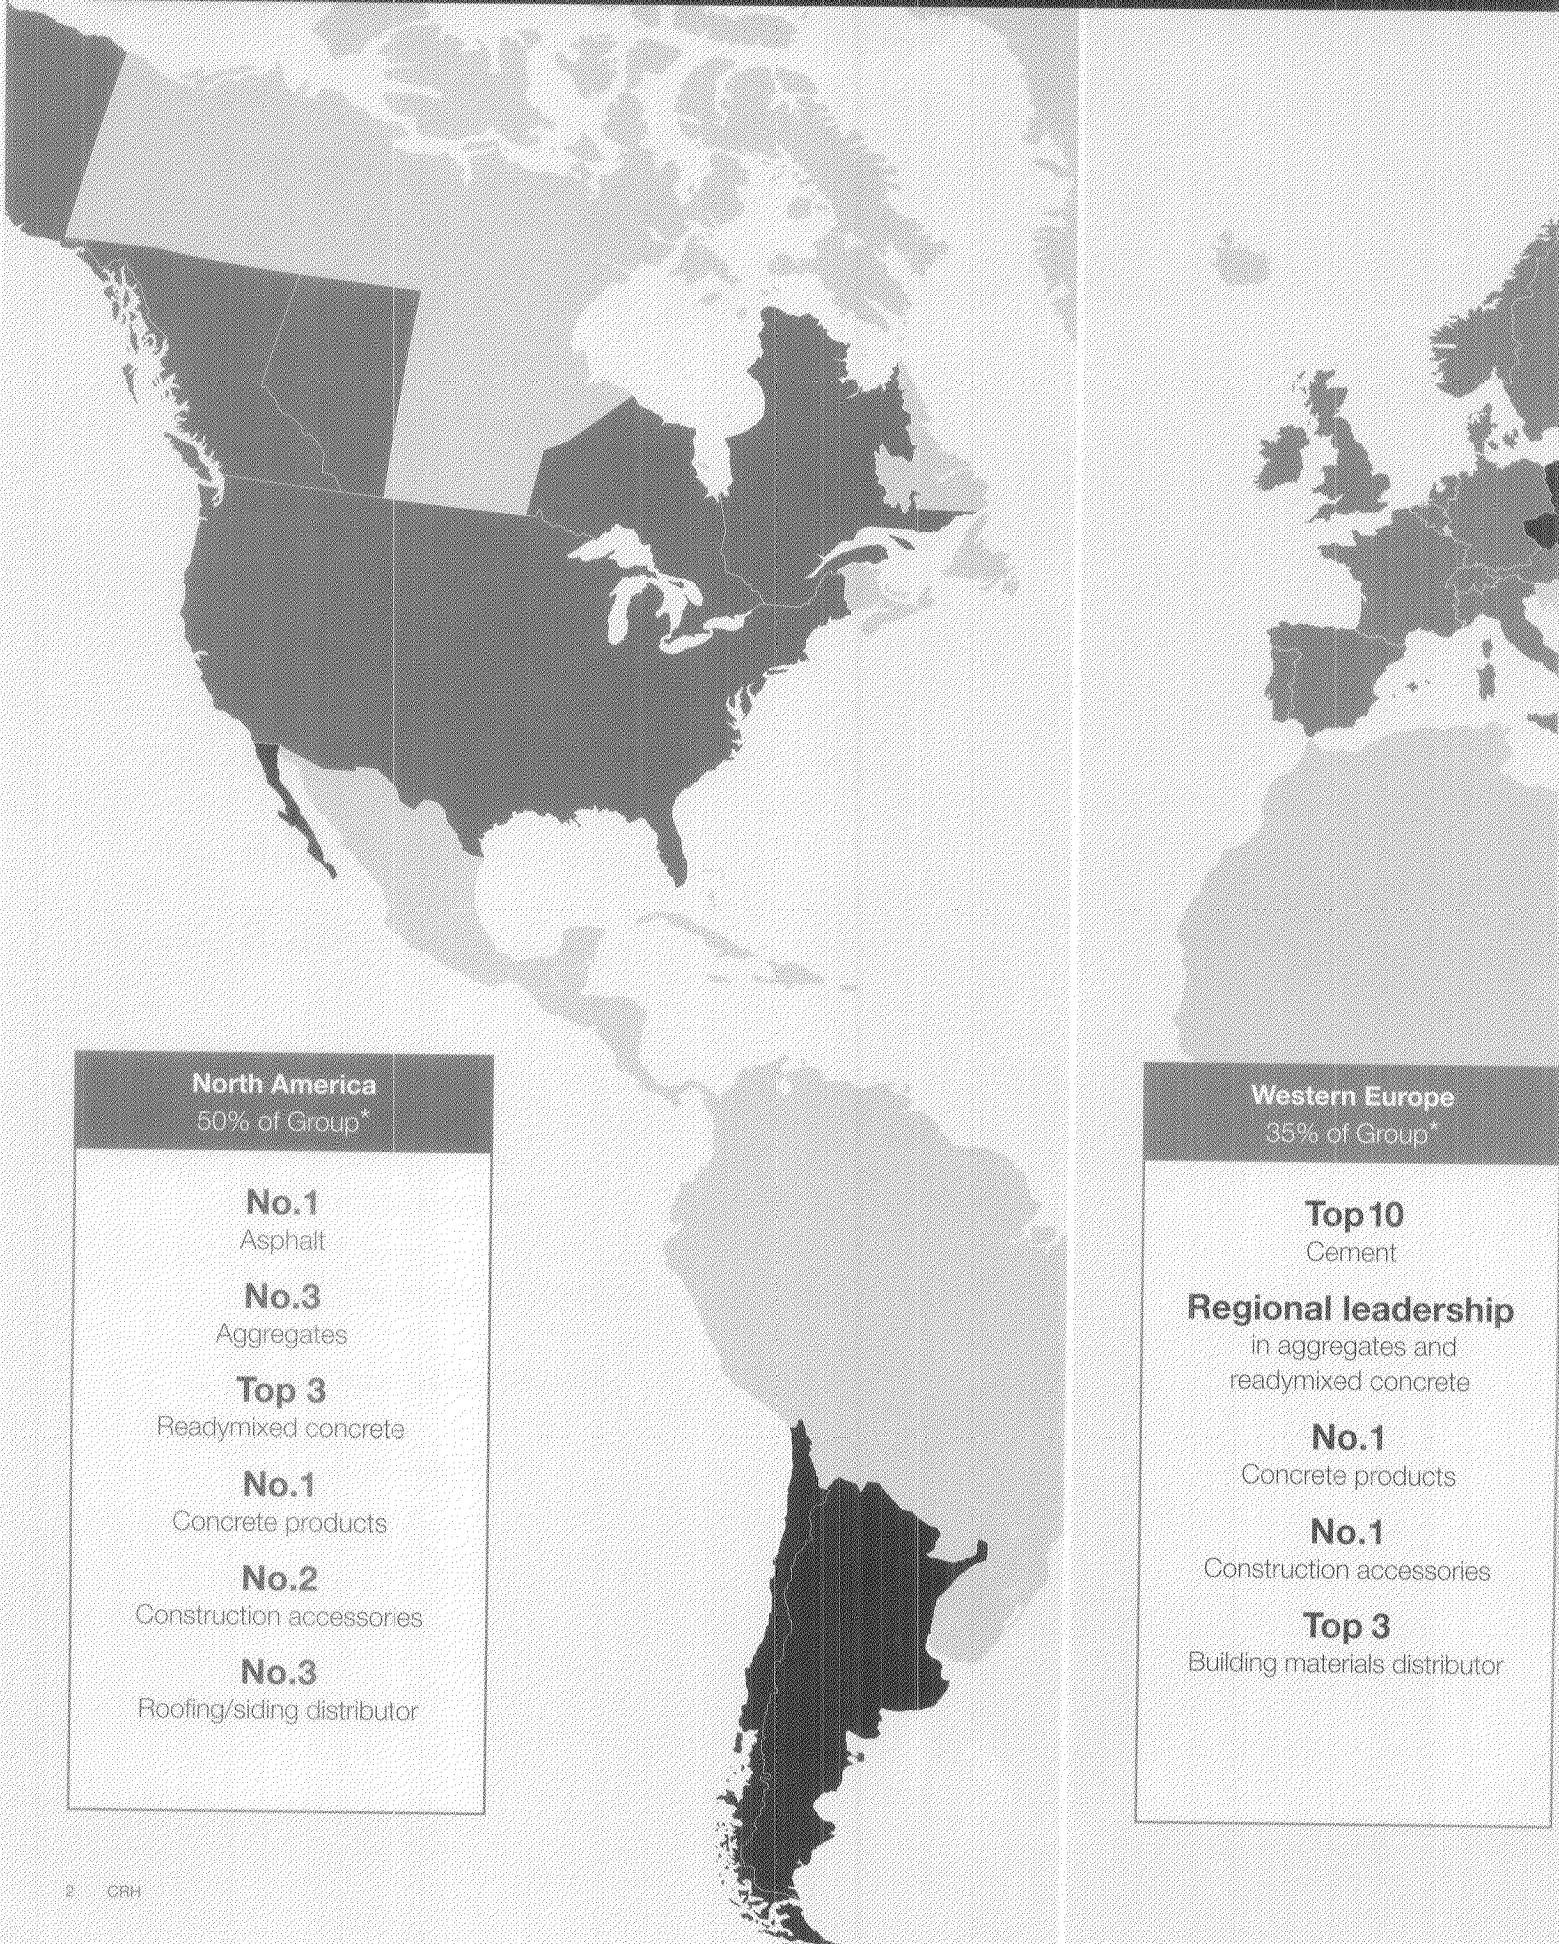 North America
50% of Group*
No.1
Asphalt
No.3
Aggregates
Top 3
Readymixed concrete
No.1
Concrete products
No.2
Construction accessories
No.3
Roofing/siding distributor
Western Europe
35% of Group*
Top 10
Cement
Regional leadership
in aggregates and
readymixed concrete
No.1
Concrete products
No.1
Construction accessories
Top 3
Building materials distributor
2 CRH